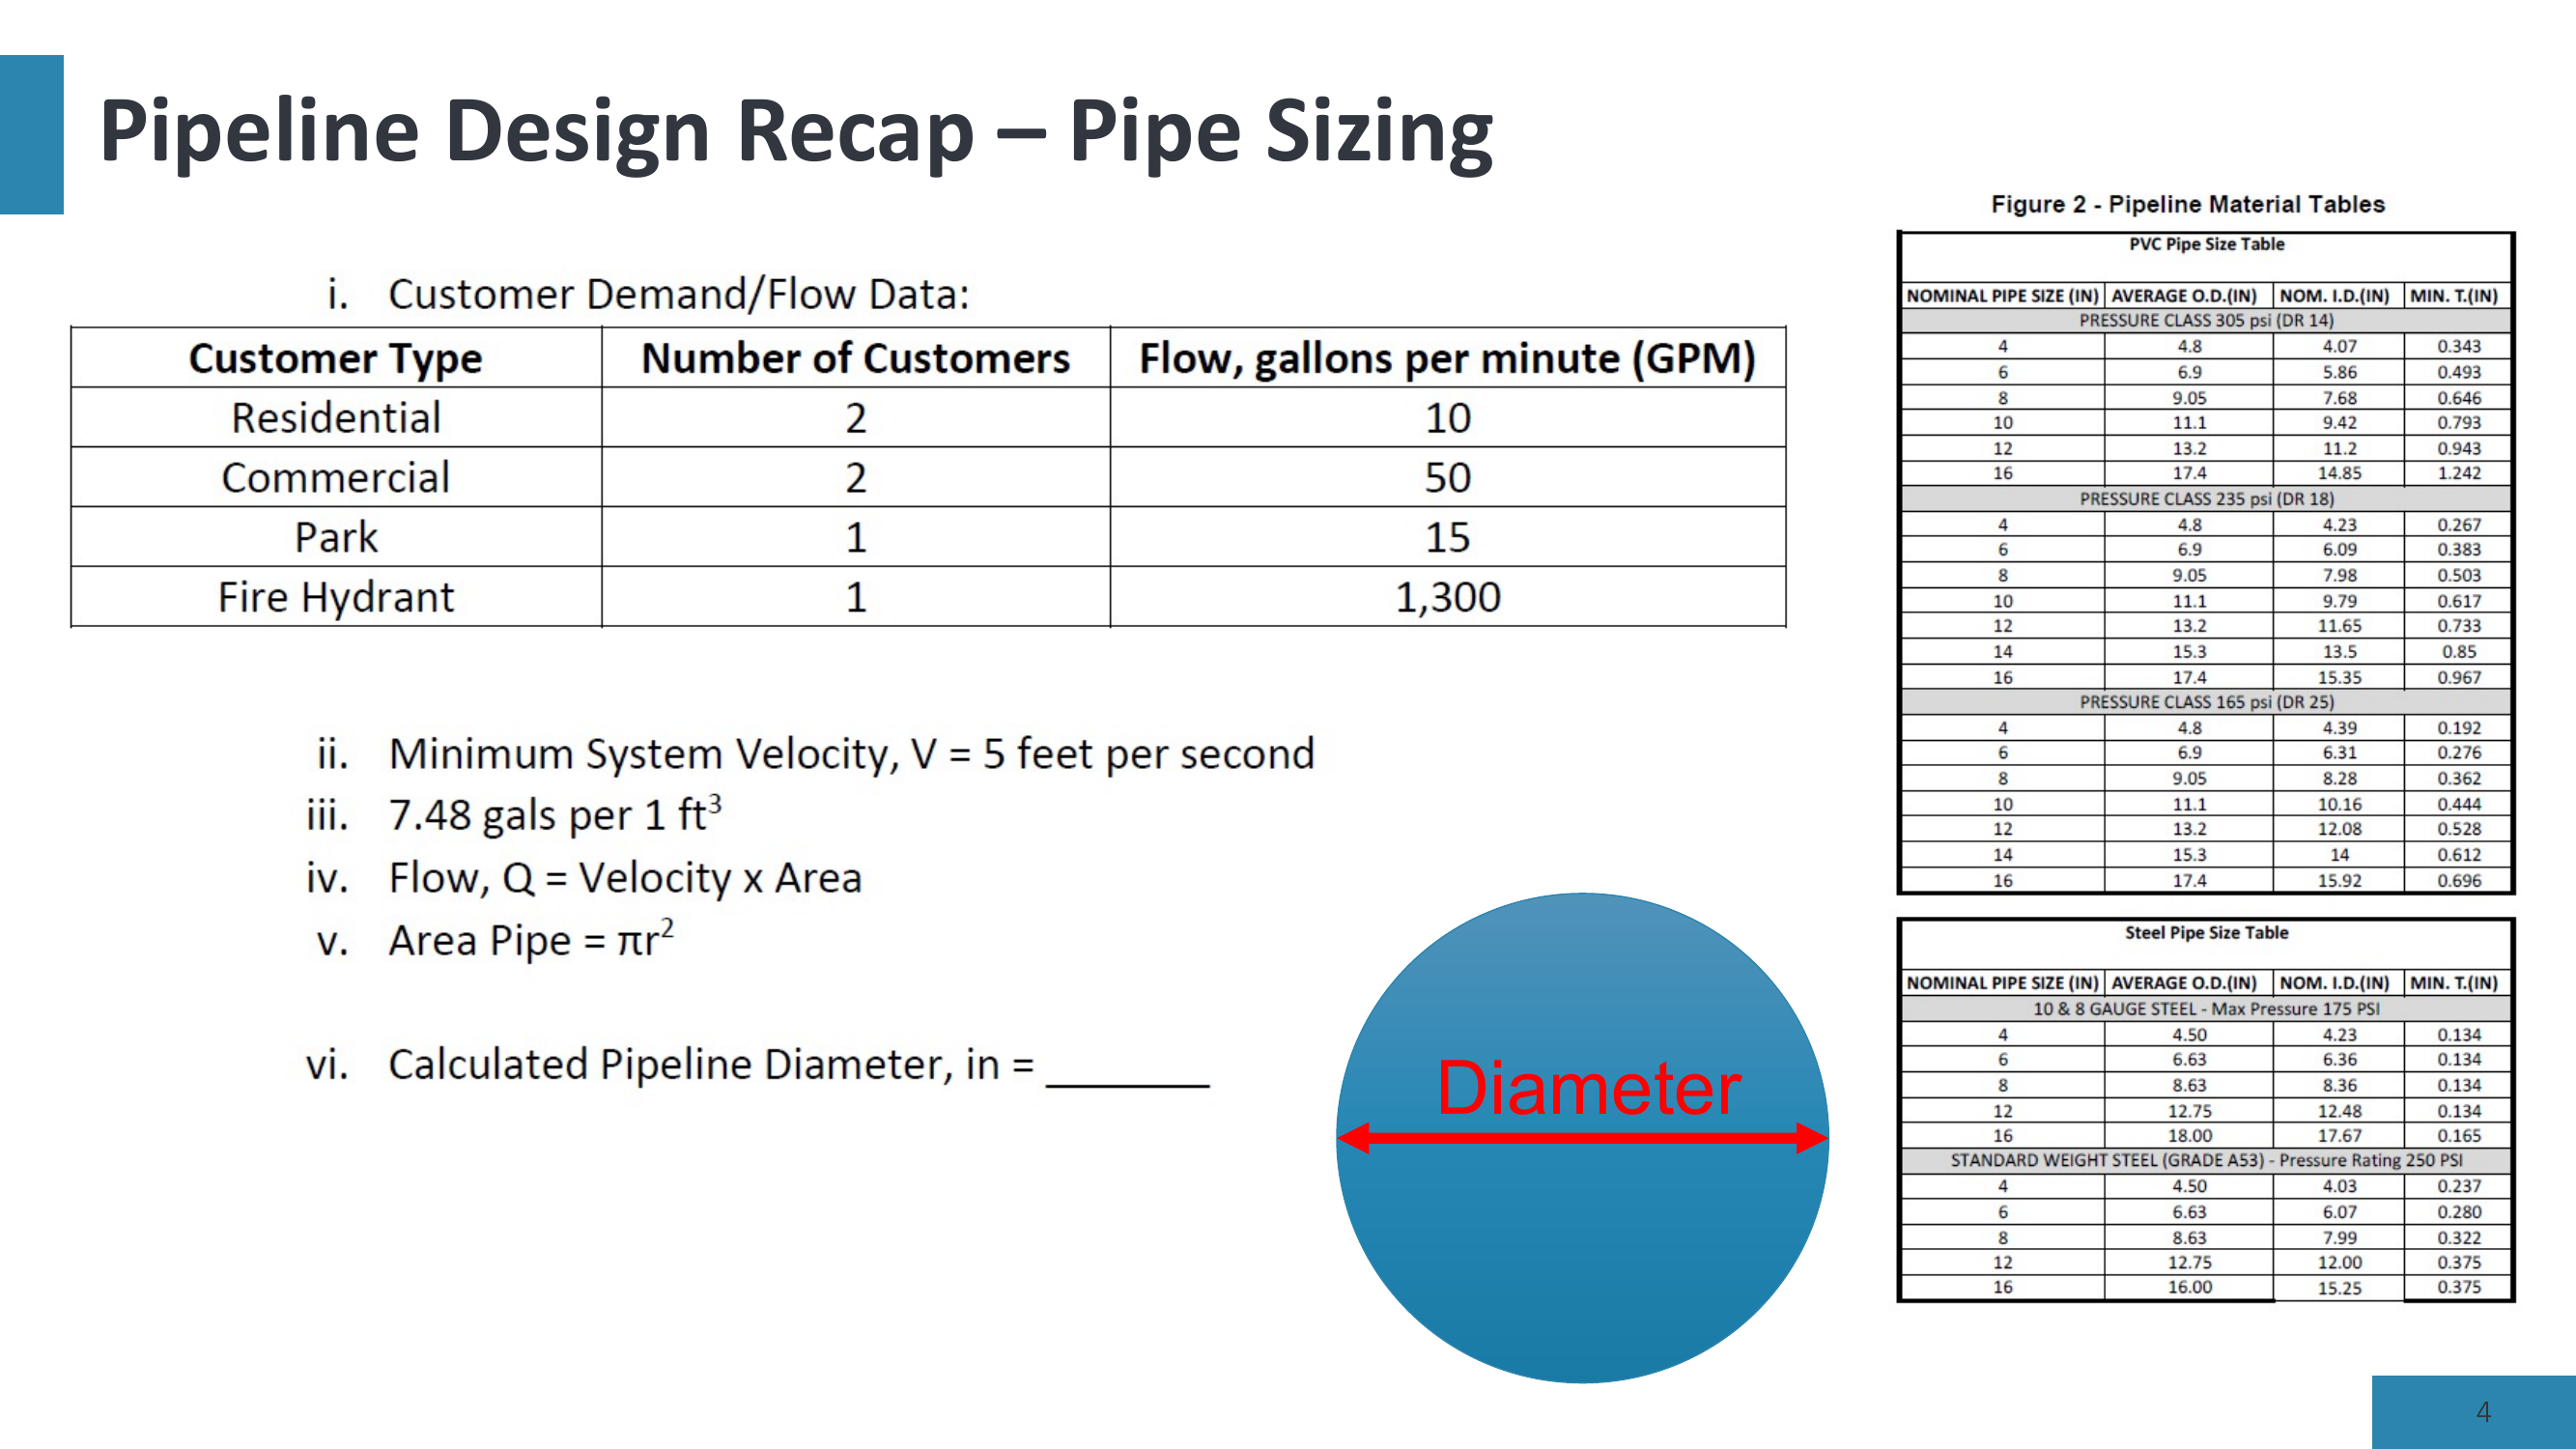 Pipeline Design Recap – Pipe Sizing
i. Customer Demand/Flow Data:
Customer Type Number of Customers Flow, gallons per minute (GPM)
Residential 2 10
Commercial 2 50
Park 1 15
Fire Hydrant 1 1,300
ii. Minimum System Velocity, V = 5 feet per second
iii. 7.48 gals per 1 ft³
iv. Flow, Q = Velocity x Area
v. Area Pipe = πr²
vi. Calculated Pipeline Diameter, in = _______
Diameter
Figure 2 - Pipeline Material Tables
PVC Pipe Size Table
NOMINAL PIPE SIZE (IN) AVERAGE O.D.(IN) NOM. I.D.(IN) MIN. T.(IN)
PRESSURE CLASS 305 psi (DR 14)
4 4.8 4.07 0.343
6 6.9 5.86 0.493
8 9.05 7.68 0.646
10 11.1 9.42 0.793
12 13.2 11.2 0.943
16 17.4 14.85 1.242
PRESSURE CLASS 235 psi (DR 18)
4 4.8 4.23 0.267
6 6.9 6.09 0.383
8 9.05 7.98 0.503
10 11.1 9.79 0.617
12 13.2 11.65 0.733
14 15.3 13.5 0.85
16 17.4 15.35 0.967
PRESSURE CLASS 165 psi (DR 25)
4 4.8 4.39 0.192
6 6.9 6.31 0.276
8 9.05 8.28 0.362
10 11.1 10.16 0.444
12 13.2 12.08 0.528
14 15.3 14 0.612
16 17.4 15.92 0.696
Steel Pipe Size Table
NOMINAL PIPE SIZE (IN) AVERAGE O.D.(IN) NOM. I.D.(IN) MIN. T.(IN)
10 & 8 GAUGE STEEL - Max Pressure 175 PSI
4 4.50 4.23 0.134
6 6.63 6.36 0.134
8 8.63 8.36 0.134
12 12.75 12.48 0.134
16 18.00 17.67 0.165
STANDARD WEIGHT STEEL (GRADE A53) - Pressure Rating 250 PSI
4 4.50 4.03 0.237
6 6.63 6.07 0.280
8 8.63 7.99 0.322
12 12.75 12.00 0.375
16 16.00 15.25 0.375
4